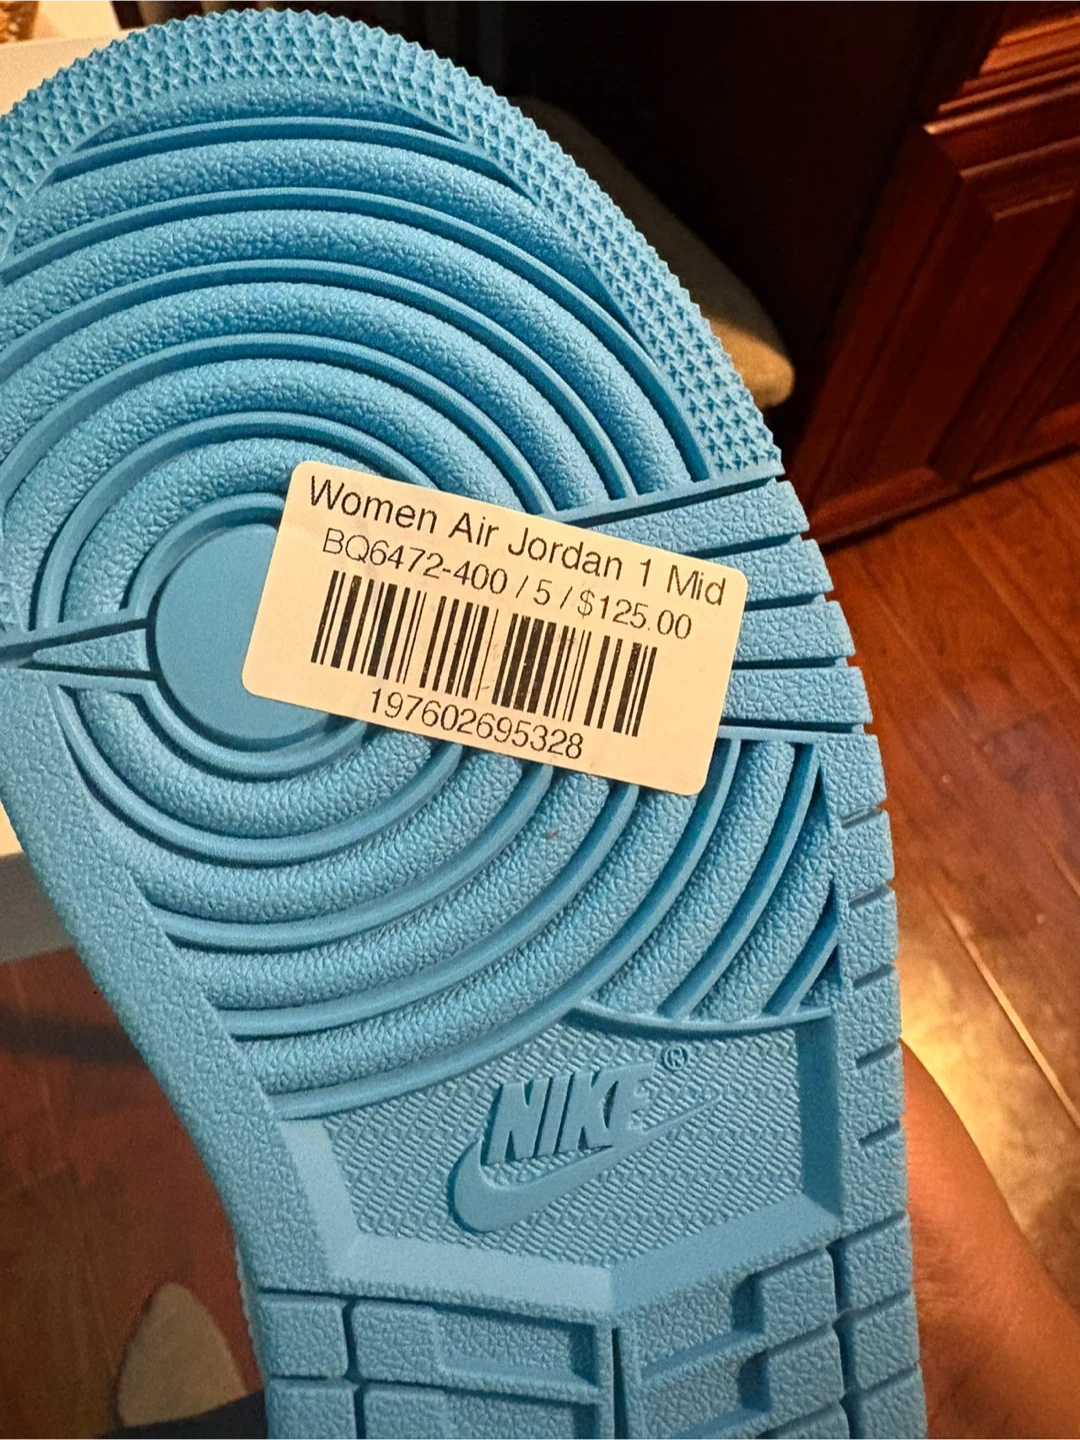 Women Air Jordan 1 Mid
BQ6472-400 / 5 / $125.00
197602695328
NIKE®